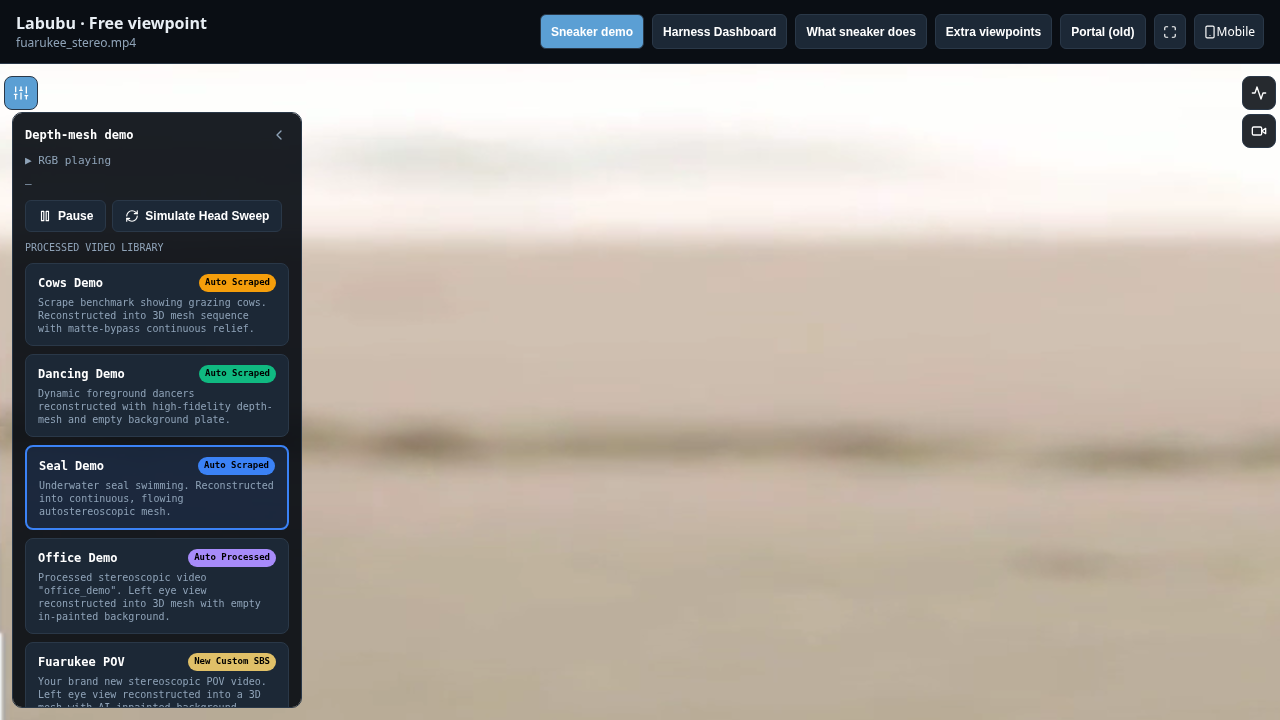 Labubu · Free viewpoint
fuarukee_stereo.mp4
Sneaker demo
Harness Dashboard
What sneaker does
Extra viewpoints
Portal (old)
Mobile
Depth-mesh demo
▶ RGB playing
—
Pause
Simulate Head Sweep
PROCESSED VIDEO LIBRARY
Cows Demo
Auto Scraped
Scrape benchmark showing grazing cows.
Reconstructed into 3D mesh sequence
with matte-bypass continuous relief.
Dancing Demo
Auto Scraped
Dynamic foreground dancers
reconstructed with high-fidelity depth-
mesh and empty background plate.
Seal Demo
Auto Scraped
Underwater seal swimming. Reconstructed
into continuous, flowing
autostereoscopic mesh.
Office Demo
Auto Processed
Processed stereoscopic video
"office_demo". Left eye view
reconstructed into 3D mesh with empty
in-painted background.
Fuarukee POV
New Custom SBS
Your brand new stereoscopic POV video.
Left eye view reconstructed into a 3D
mesh with AI inpainted background